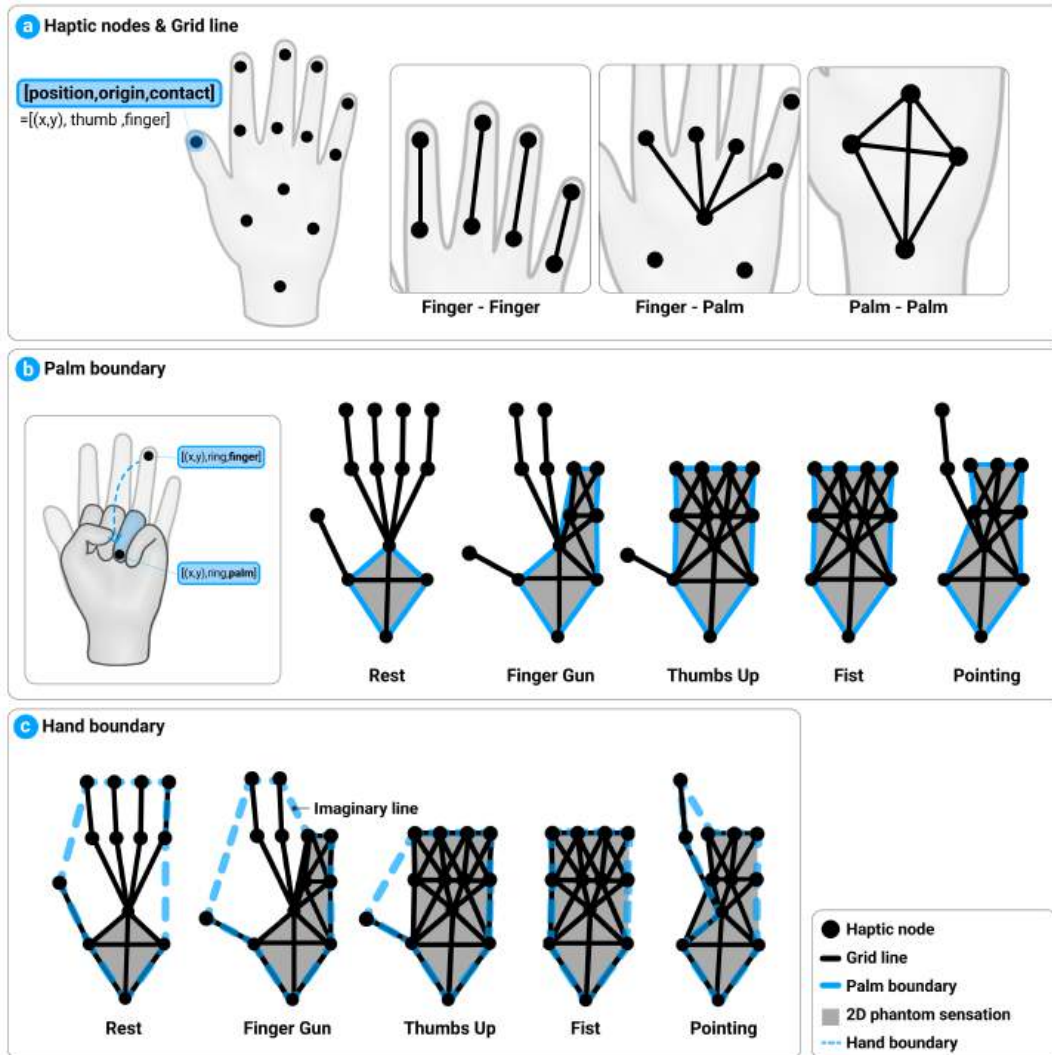 a Haptic nodes & Grid line
[position,origin,contact]
=[(x,y), thumb ,finger]
Finger - Finger
Finger - Palm
Palm - Palm
b Palm boundary
[(x,y),ring,finger]
[(x,y),ring,palm]
Rest
Finger Gun
Thumbs Up
Fist
Pointing
c Hand boundary
Imaginary line
Rest
Finger Gun
Thumbs Up
Fist
Pointing
Haptic node
Grid line
Palm boundary
2D phantom sensation
Hand boundary